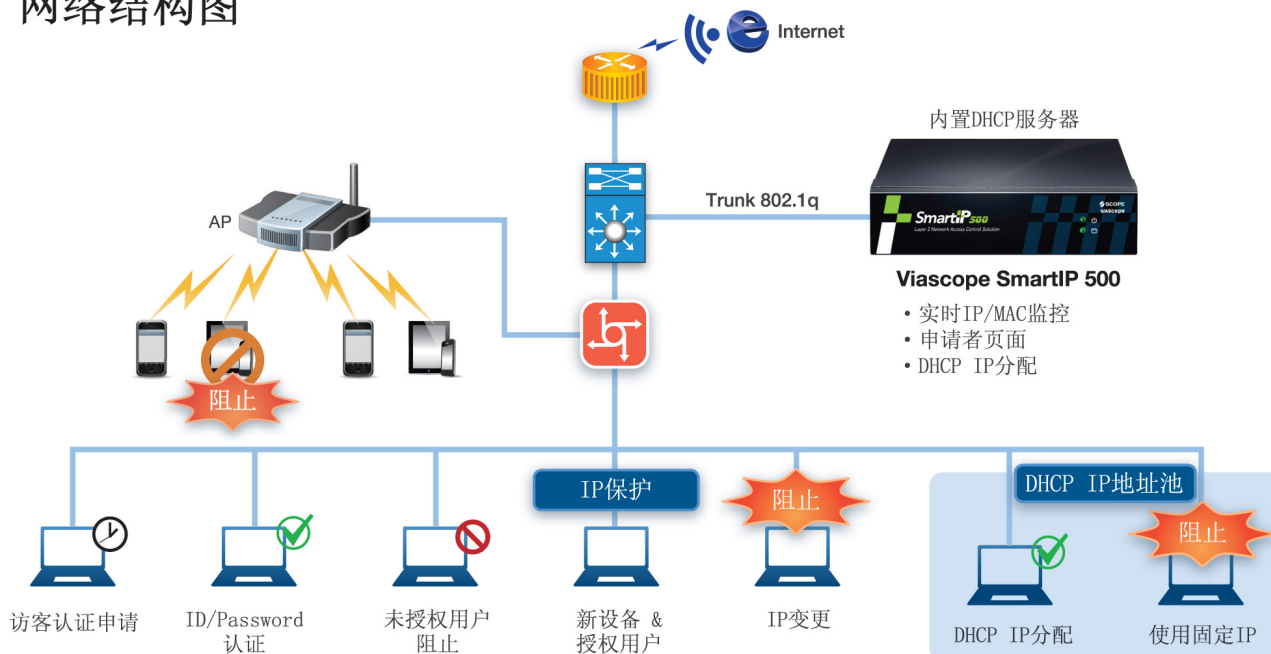 网络结构图
Internet
内置DHCP服务器
AP
Trunk 802.1q
SmartIP500
Layer 2 Network Access Control Solution
SCOPE
viascope
Viascope SmartIP 500
• 实时IP/MAC监控
• 申请者页面
• DHCP IP分配
阻止
IP保护
阻止
DHCP IP地址池
阻止
访客认证申请
ID/Password
认证
未授权用户
阻止
新设备 &
授权用户
IP变更
DHCP IP分配
使用固定IP